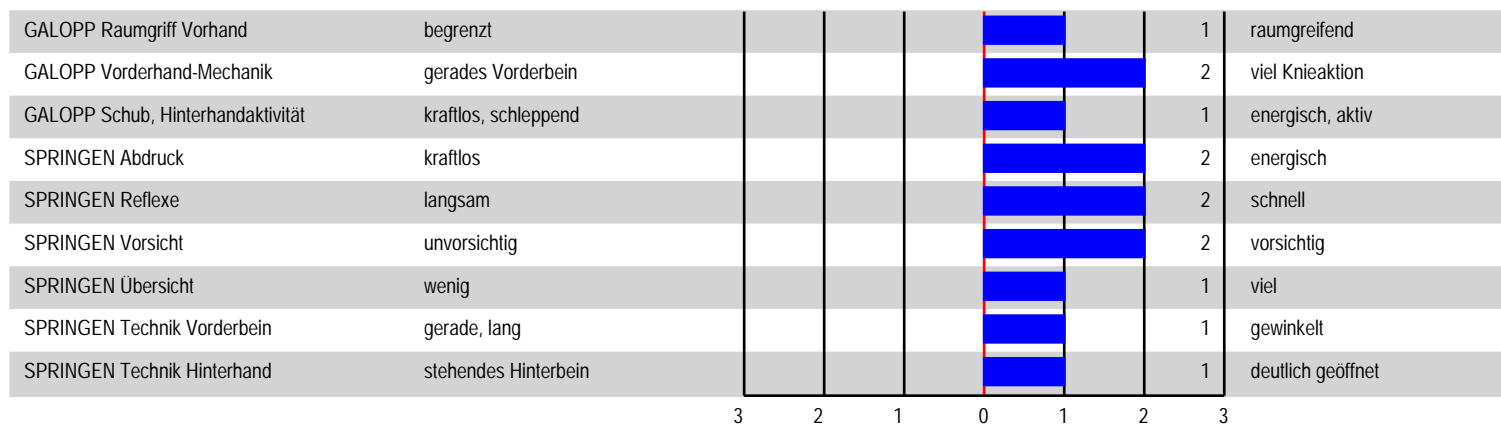 GALOPP Raumgriff Vorhand begrenzt 1 raumgreifend
GALOPP Vorderhand-Mechanik gerades Vorderbein 2 viel Knieaktion
GALOPP Schub, Hinterhandaktivität kraftlos, schleppend 1 energisch, aktiv
SPRINGEN Abdruck kraftlos 2 energisch
SPRINGEN Reflexe langsam 2 schnell
SPRINGEN Vorsicht unvorsichtig 2 vorsichtig
SPRINGEN Übersicht wenig 1 viel
SPRINGEN Technik Vorderbein gerade, lang 1 gewinkelt
SPRINGEN Technik Hinterhand stehendes Hinterbein 1 deutlich geöffnet
3 2 1 0 1 2 3